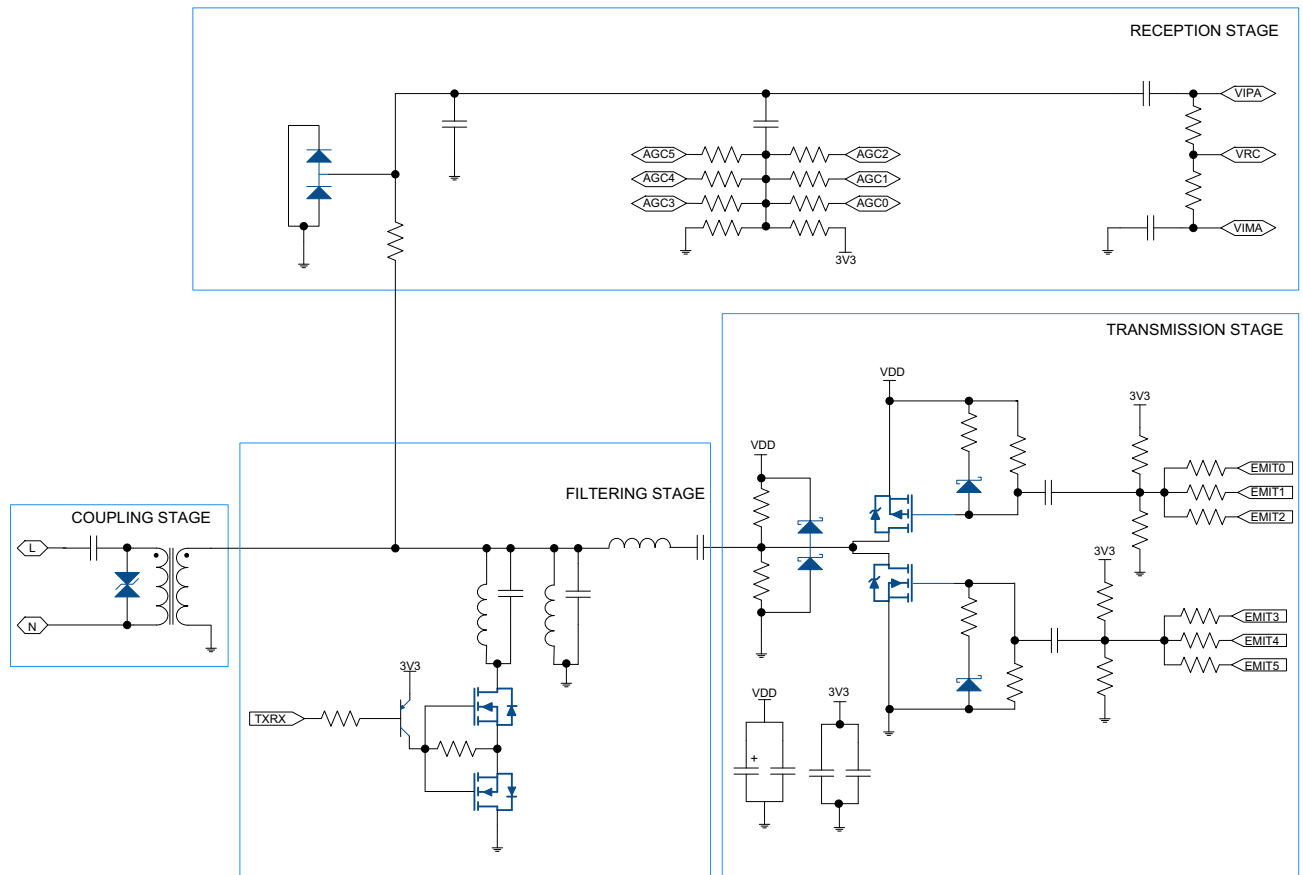 RECEPTION STAGE
VIPA
AGC5
AGC2
VRC
AGC4
AGC1
AGC3
AGC0
VIMA
3V3
TRANSMISSION STAGE
VDD
3V3
VDD
EMIT0
FILTERING STAGE
EMIT1
COUPLING STAGE
EMIT2
L
3V3
EMIT3
N
EMIT4
3V3
EMIT5
VDD
3V3
TXRX
+